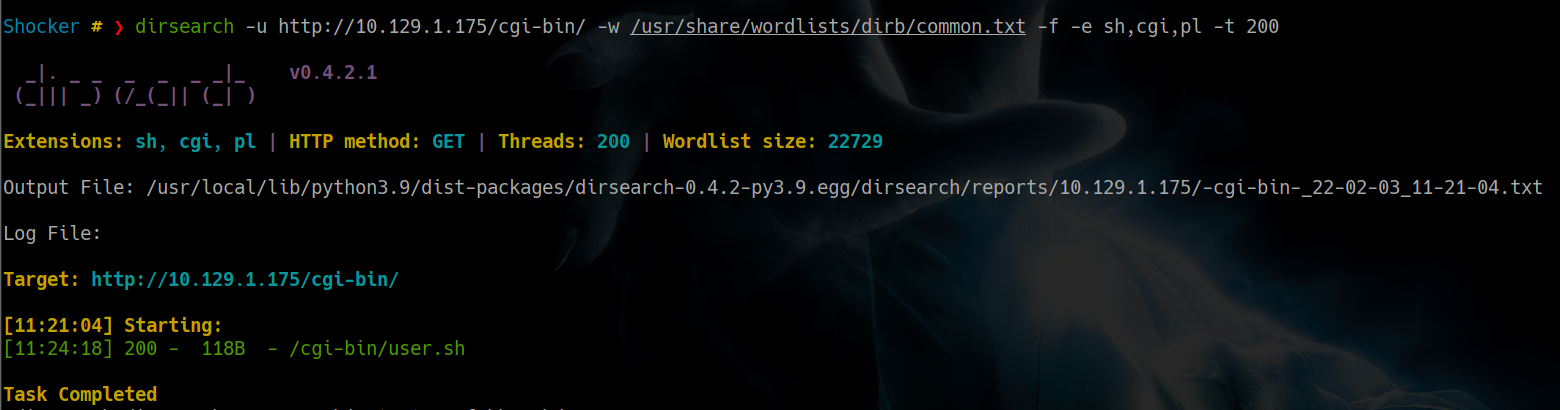 Shocker # ❯ dirsearch -u http://10.129.1.175/cgi-bin/ -w /usr/share/wordlists/dirb/common.txt -f -e sh,cgi,pl -t 200
_|. _ _ _ _ _ _|_ v0.4.2.1
(_||| _) (/_(_|| (_| )
Extensions: sh, cgi, pl | HTTP method: GET | Threads: 200 | Wordlist size: 22729
Output File: /usr/local/lib/python3.9/dist-packages/dirsearch-0.4.2-py3.9.egg/dirsearch/reports/10.129.1.175/-cgi-bin-_22-02-03_11-21-04.txt
Log File:
Target: http://10.129.1.175/cgi-bin/
[11:21:04] Starting:
[11:24:18] 200 - 118B - /cgi-bin/user.sh
Task Completed